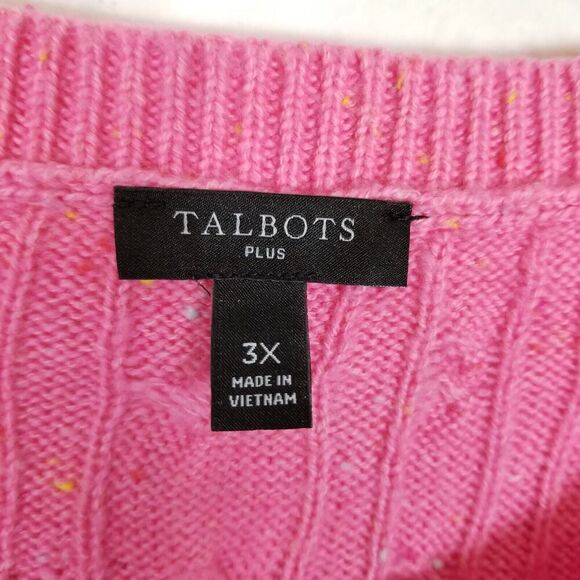 TALBOTS
PLUS
3X
MADE IN
VIETNAM